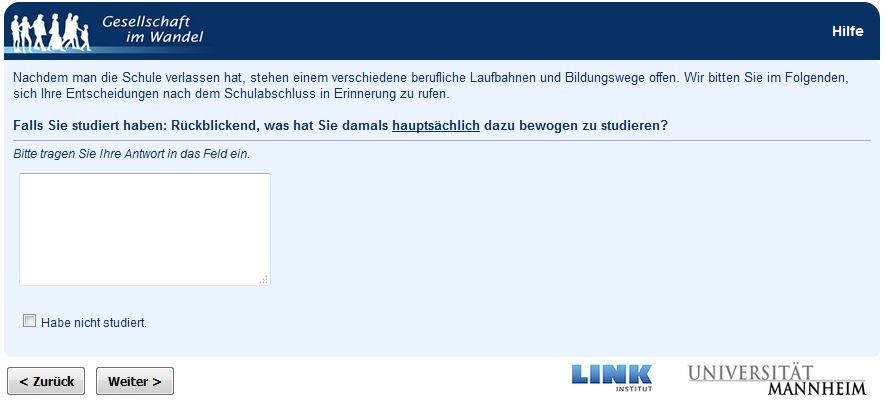 Gesellschaft
im Wandel
Hilfe
Nachdem man die Schule verlassen hat, stehen einem verschiedene berufliche Laufbahnen und Bildungswege offen. Wir bitten Sie im Folgenden,
sich Ihre Entscheidungen nach dem Schulabschluss in Erinnerung zu rufen.
Falls Sie studiert haben: Rückblickend, was hat Sie damals hauptsächlich dazu bewogen zu studieren?
Bitte tragen Sie Ihre Antwort in das Feld ein.
Habe nicht studiert.
< Zurück
Weiter >
LINK
INSTITUT
UNIVERSITÄT
MANNHEIM